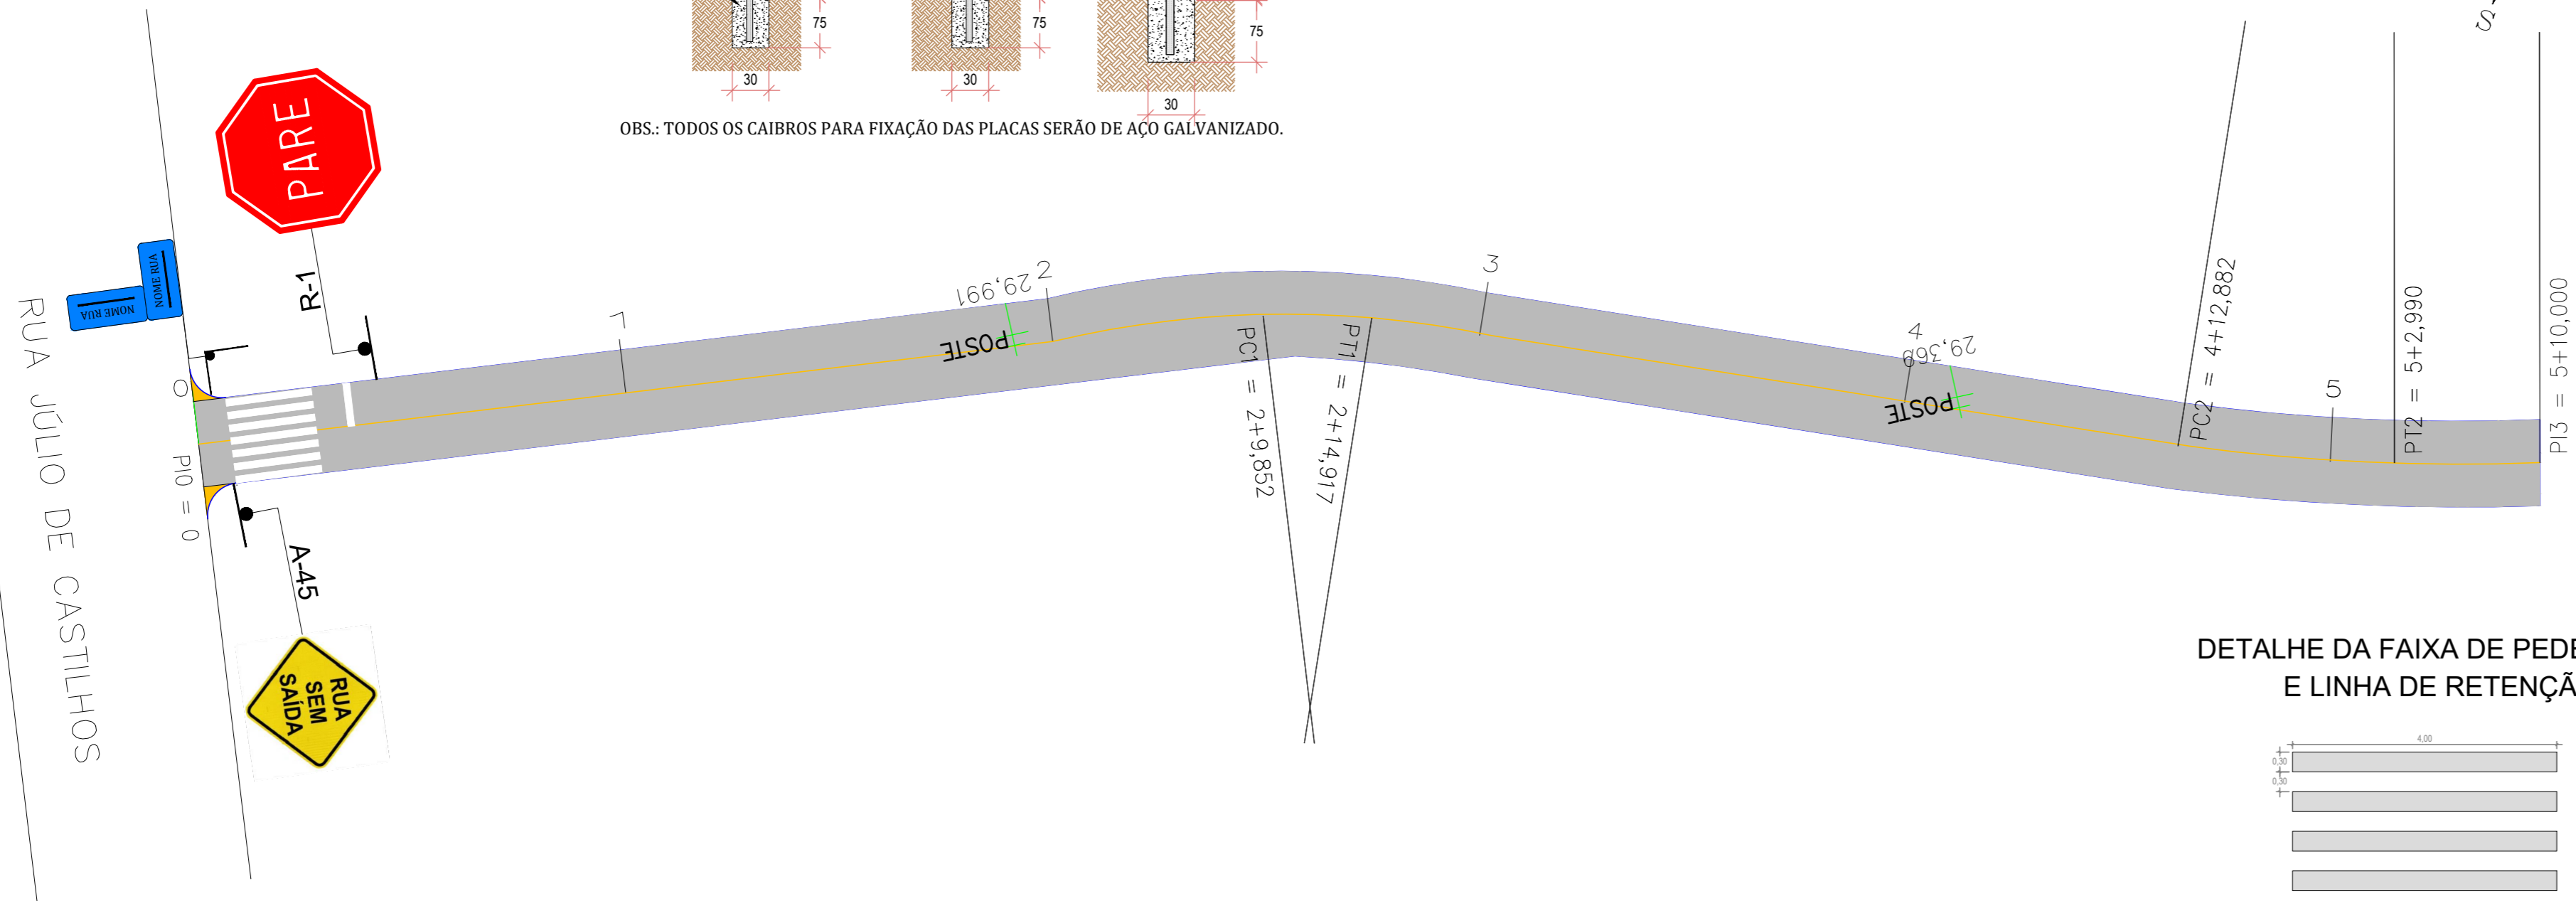 75
75
75
30
30
30
OBS.: TODOS OS CAIBROS PARA FIXAÇÃO DAS PLACAS SERÃO DE AÇO GALVANIZADO.
PARE
R-1
NOME RUA
NOME RUA
RUA JÚLIO DE CASTILHOS
0
PI0 = 0
1
29,991
POSTE
2
PC1 = 2+9,852
PT1 = 2+14,917
3
4
29,369
POSTE
PC2 = 4+12,882
5
PT2 = 5+2,990
PI3 = 5+10,000
A-45
RUA
SEM
SAÍDA
DETALHE DA FAIXA DE PEDE
E LINHA DE RETENÇÃ
4,00
0,30
0,30